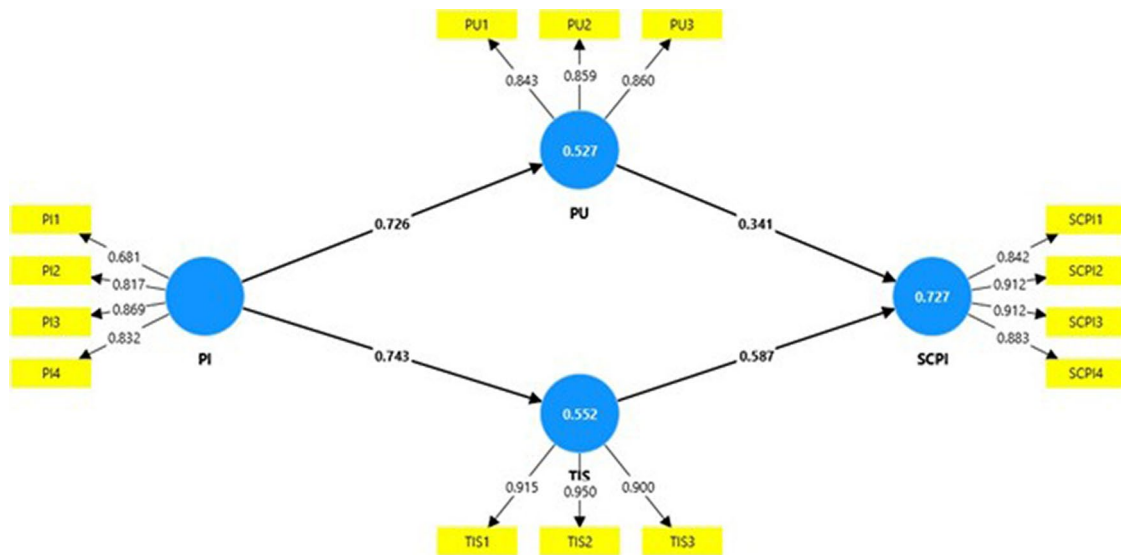 PU1 PU2 PU3
0.843 0.859 0.860
0.527
PU
0.726 0.341
PI1
0.681
PI2
0.817
PI3
0.869
PI4
0.832
PI
SCPI1
0.842
SCPI2
0.912
SCPI3
0.912
SCPI4
0.883
0.727
SCPI
0.743 0.587
0.552
TIS
0.915 0.950 0.900
TIS1 TIS2 TIS3